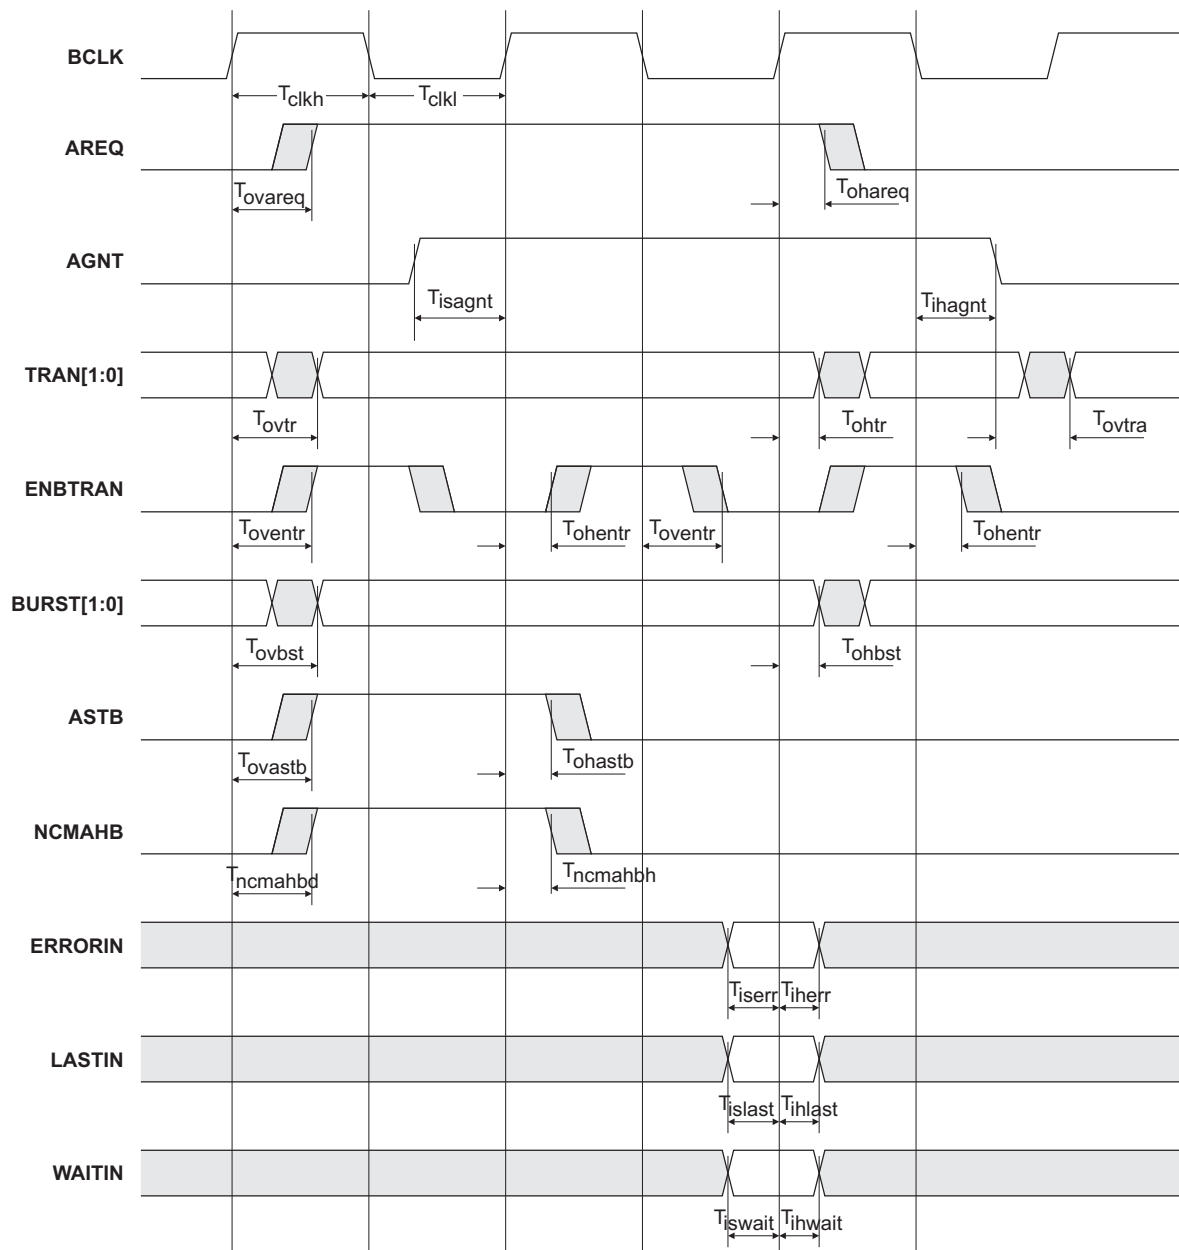 BCLK
Tclkh Tclkl
AREQ
Tovareq Tohareq
AGNT
Tisagnt Tihagnt
TRAN[1:0]
Tovtr Tohtr Tovtra
ENBTRAN
Toventr Tohentr Toventr Tohentr
BURST[1:0]
Tovbst Tohbst
ASTB
Tovastb Tohastb
NCMAHB
Tncmahbd Tncmahbh
ERRORIN
Tiserr Tiherr
LASTIN
Tislast Tihlast
WAITIN
Tiswait Tihwait